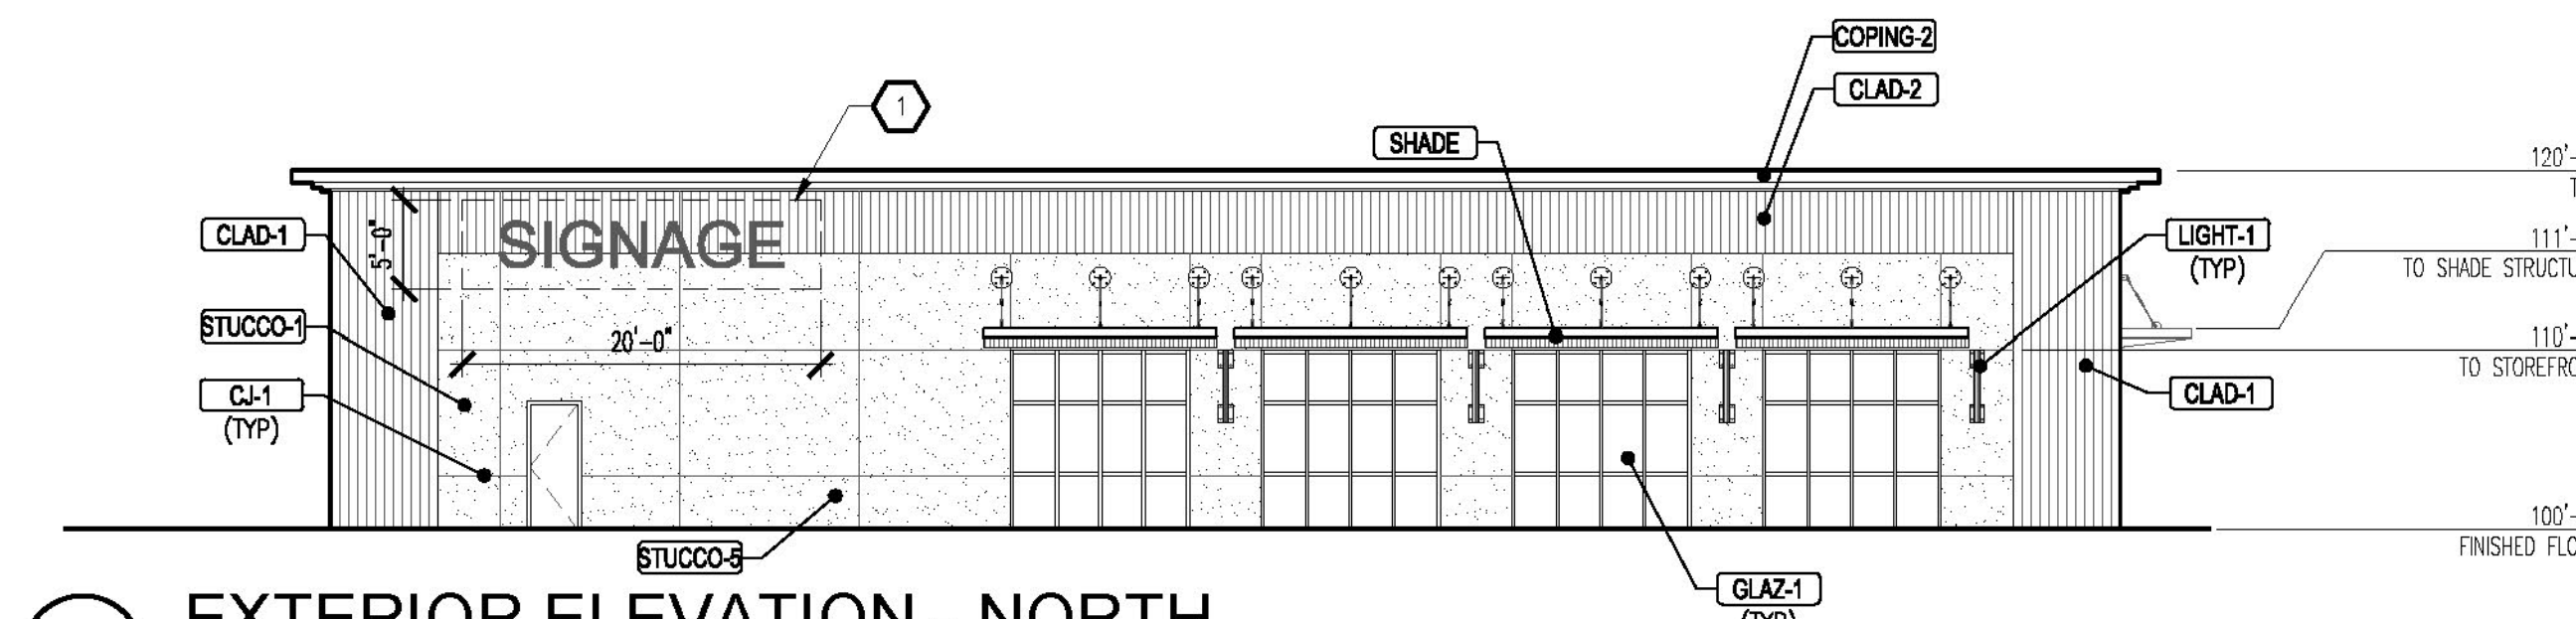 COPING-2
CLAD-2
1
SHADE
120'-
CLAD-1
5'-0"
SIGNAGE
LIGHT-1
(TYP)
111'-
TO SHADE STRUCTU
STUCCO-1
20'-0"
110'-
TO STOREFRO
CJ-1
(TYP)
CLAD-1
100'-
FINISHED FLO
STUCCO-5
GLAZ-1
(TYP)
EXTERIOR ELEVATION - NORTH